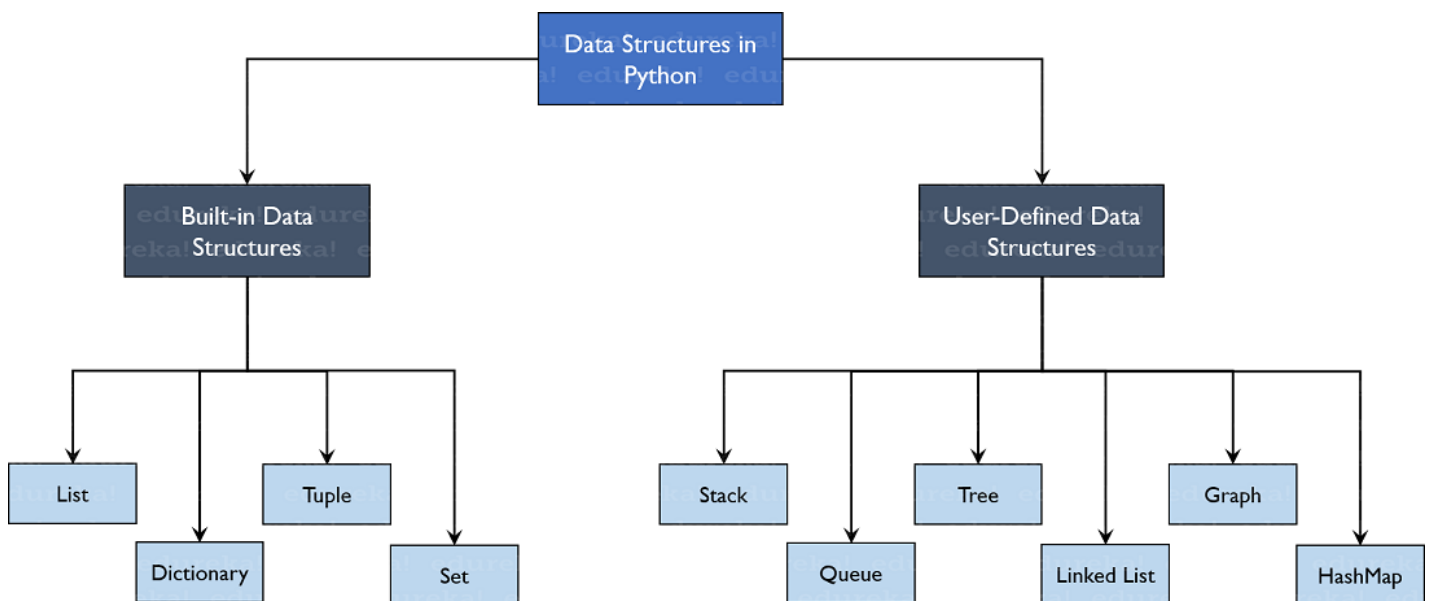 Data Structures in
Python
Built-in Data
Structures
User-Defined Data
Structures
List
Tuple
Stack
Tree
Graph
Dictionary
Set
Queue
Linked List
HashMap